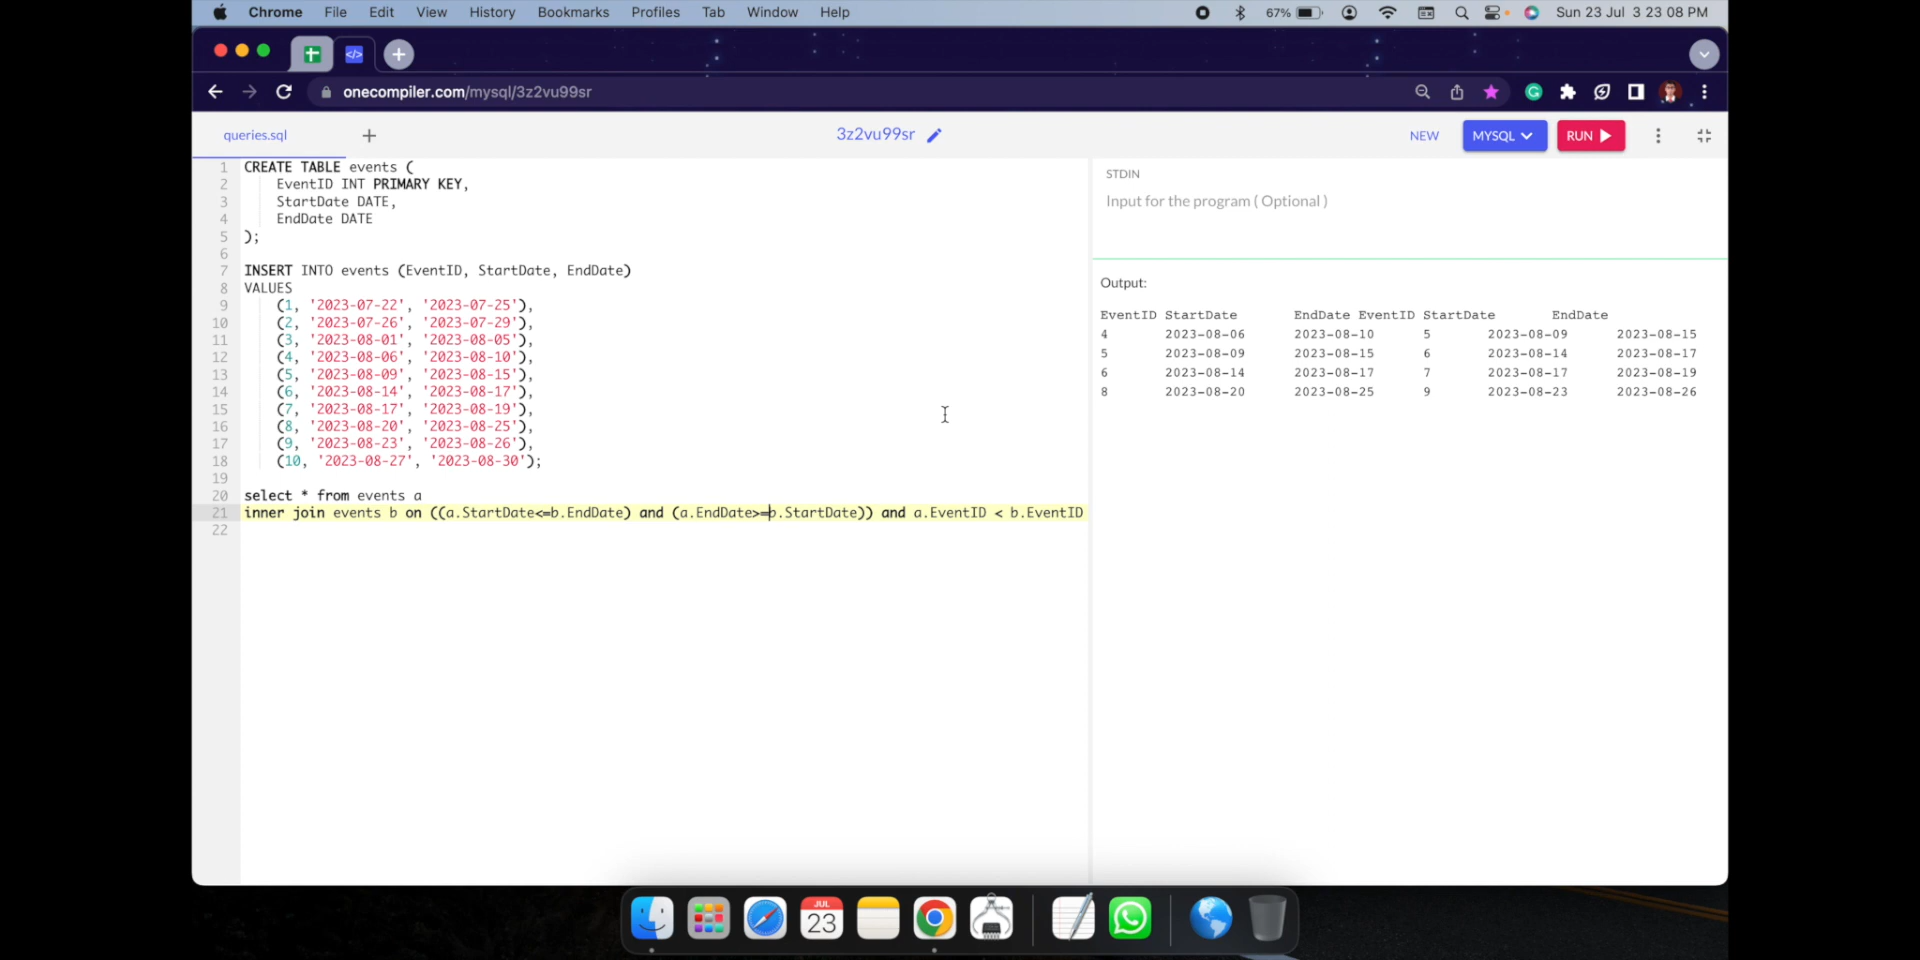 Chrome File Edit View History Bookmarks Profiles Tab Window Help 67% Sun 23 Jul 3 23 08 PM
onecompiler.com/mysql/3z2vu99sr
queries.sql 3z2vu99sr NEW MYSQL RUN
1 CREATE TABLE events (
2 EventID INT PRIMARY KEY,
3 StartDate DATE,
4 EndDate DATE
5 );
6
7 INSERT INTO events (EventID, StartDate, EndDate)
8 VALUES
9 (1, '2023-07-22', '2023-07-25'),
10 (2, '2023-07-26', '2023-07-29'),
11 (3, '2023-08-01', '2023-08-05'),
12 (4, '2023-08-06', '2023-08-10'),
13 (5, '2023-08-09', '2023-08-15'),
14 (6, '2023-08-14', '2023-08-17'),
15 (7, '2023-08-17', '2023-08-19'),
16 (8, '2023-08-20', '2023-08-25'),
17 (9, '2023-08-23', '2023-08-26'),
18 (10, '2023-08-27', '2023-08-30');
19
20 select * from events a
21 inner join events b on ((a.StartDate<=b.EndDate) and (a.EndDate>=b.StartDate)) and a.EventID < b.EventID
22
STDIN
Input for the program ( Optional )
Output:
EventID StartDate EndDate EventID StartDate EndDate
4 2023-08-06 2023-08-10 5 2023-08-09 2023-08-15
5 2023-08-09 2023-08-15 6 2023-08-14 2023-08-17
6 2023-08-14 2023-08-17 7 2023-08-17 2023-08-19
8 2023-08-20 2023-08-25 9 2023-08-23 2023-08-26
JUL
23